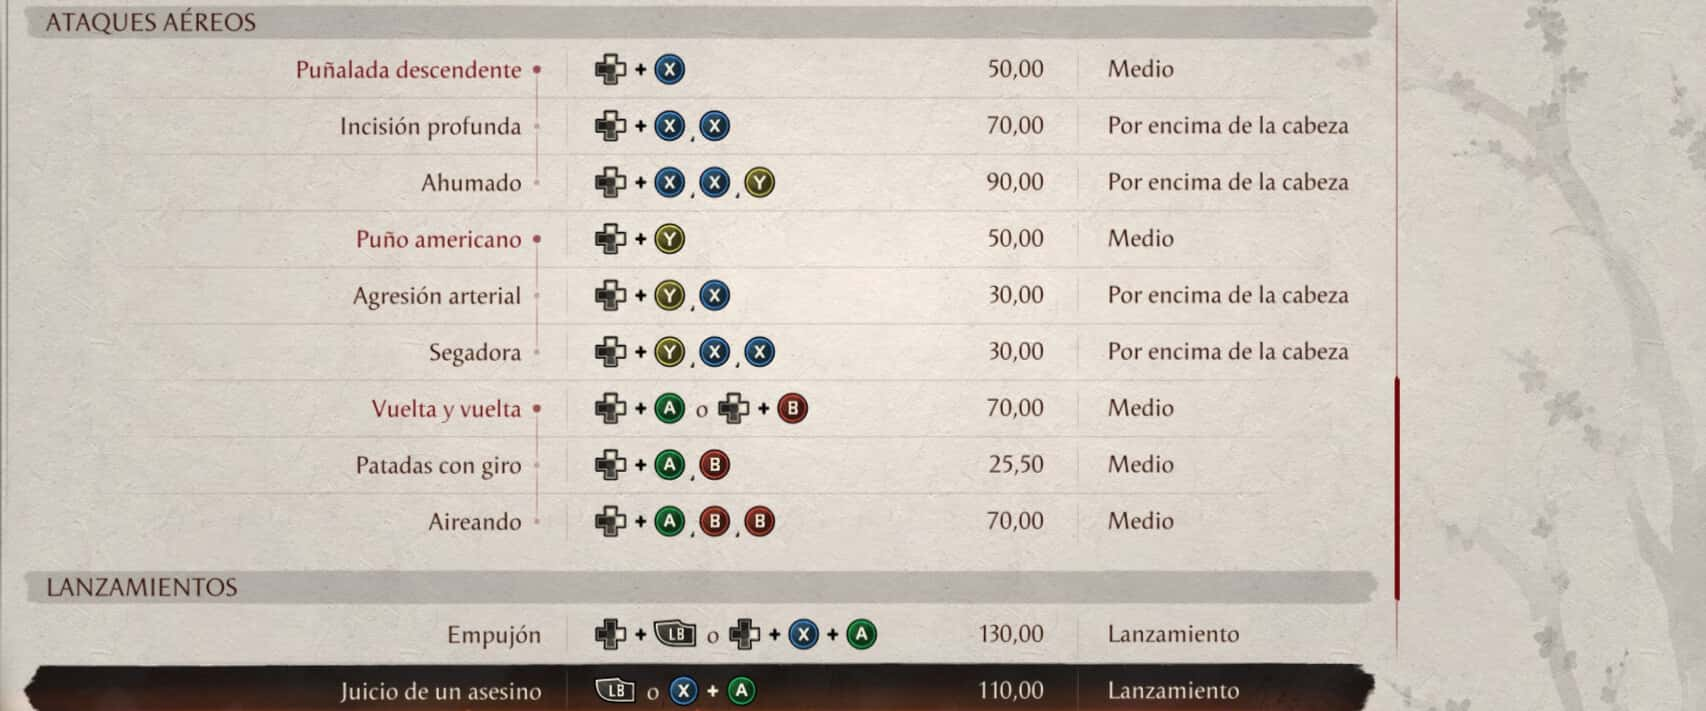 ATAQUES AÉREOS
Puñalada descendente + X 50,00 Medio
Incisión profunda + X , X 70,00 Por encima de la cabeza
Ahumado + X , X , Y 90,00 Por encima de la cabeza
Puño americano + Y 50,00 Medio
Agresión arterial + Y , X 30,00 Por encima de la cabeza
Segadora + Y , X , X 30,00 Por encima de la cabeza
Vuelta y vuelta + A o + B 70,00 Medio
Patadas con giro + A , B 25,50 Medio
Aireando + A , B , B 70,00 Medio
LANZAMIENTOS
Empujón + LB o + X + A 130,00 Lanzamiento
Juicio de un asesino LB o X + A 110,00 Lanzamiento